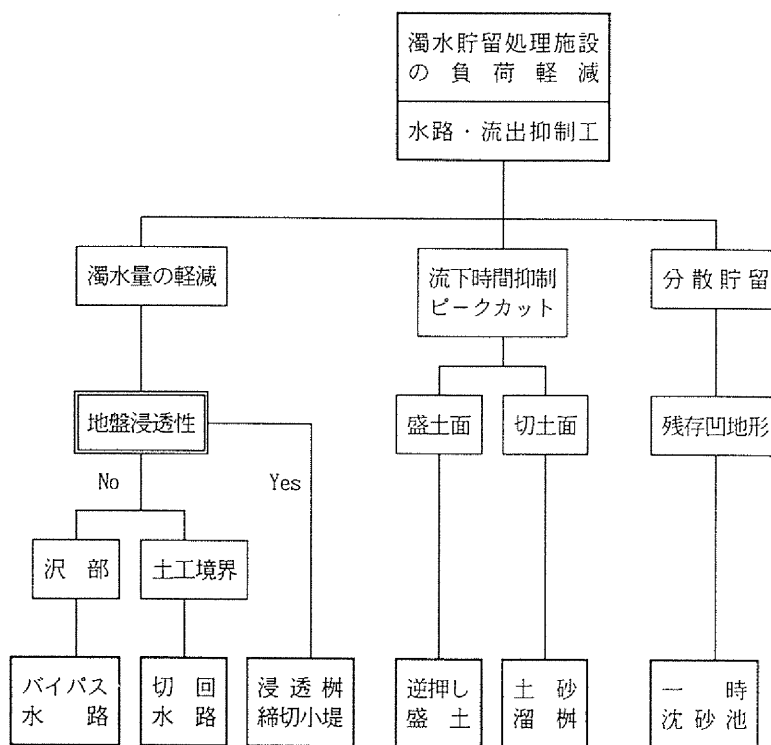 濁水貯留処理施設
の負荷軽減
水路・流出抑制工
濁水量の軽減
流下時間抑制
ピークカット
分散貯留
地盤浸透性
盛土面
切土面
残存凹地形
No
Yes
沢部
土工境界
バイパス
水路
切回
水路
浸透桝
締切小堤
逆押し
盛土
土砂
溜桝
一時
沈砂池